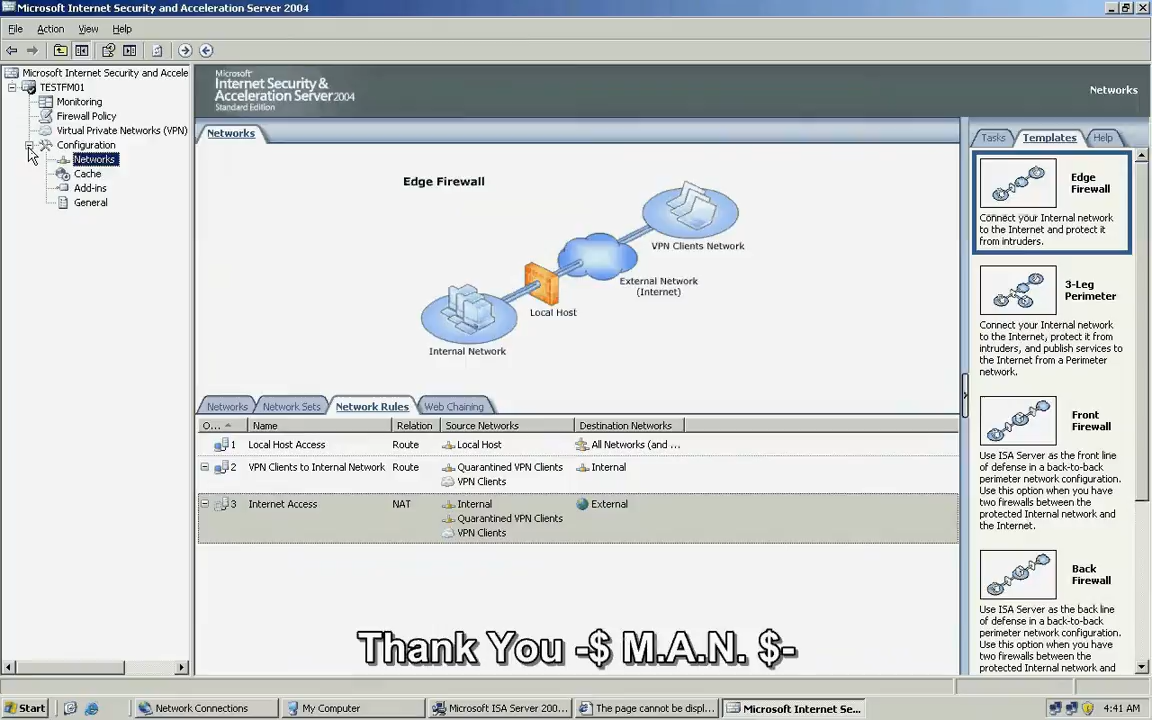 Microsoft Internet Security and Acceleration Server 2004
File Action View Help
Microsoft Internet Security and Accele
TESTFM01
Monitoring
Firewall Policy
Virtual Private Networks (VPN)
Configuration
Networks
Cache
Add-ins
General
Microsoft
Internet Security &
Acceleration Server2004
Standard Edition
Networks
Networks
Edge Firewall
VPN Clients Network
External Network
(Internet)
Local Host
Internal Network
Networks Network Sets Network Rules Web Chaining
O... Name Relation Source Networks Destination Networks
1 Local Host Access Route Local Host All Networks (and ...
2 VPN Clients to Internal Network Route Quarantined VPN Clients Internal
VPN Clients
3 Internet Access NAT Internal External
Quarantined VPN Clients
VPN Clients
Tasks Templates Help
Edge
Firewall
Connect your Internal network
to the Internet and protect it
from intruders.
3-Leg
Perimeter
Connect your Internal network
to the Internet, protect it from
intruders, and publish services to
the Internet from a Perimeter
network.
Front
Firewall
Use ISA Server as the front line
of defense in a back-to-back
perimeter network configuration.
Use this option when you have
two firewalls between the
protected Internal network and
the Internet.
Back
Firewall
Use ISA Server as the back line
of defense in a back-to-back
perimeter network configuration.
Use this option when you have
two firewalls between the
protected Internal network and
Thank You -$ M.A.N. $-
Start Network Connections My Computer Microsoft ISA Server 200... The page cannot be displ... Microsoft Internet Se... 4:41 AM